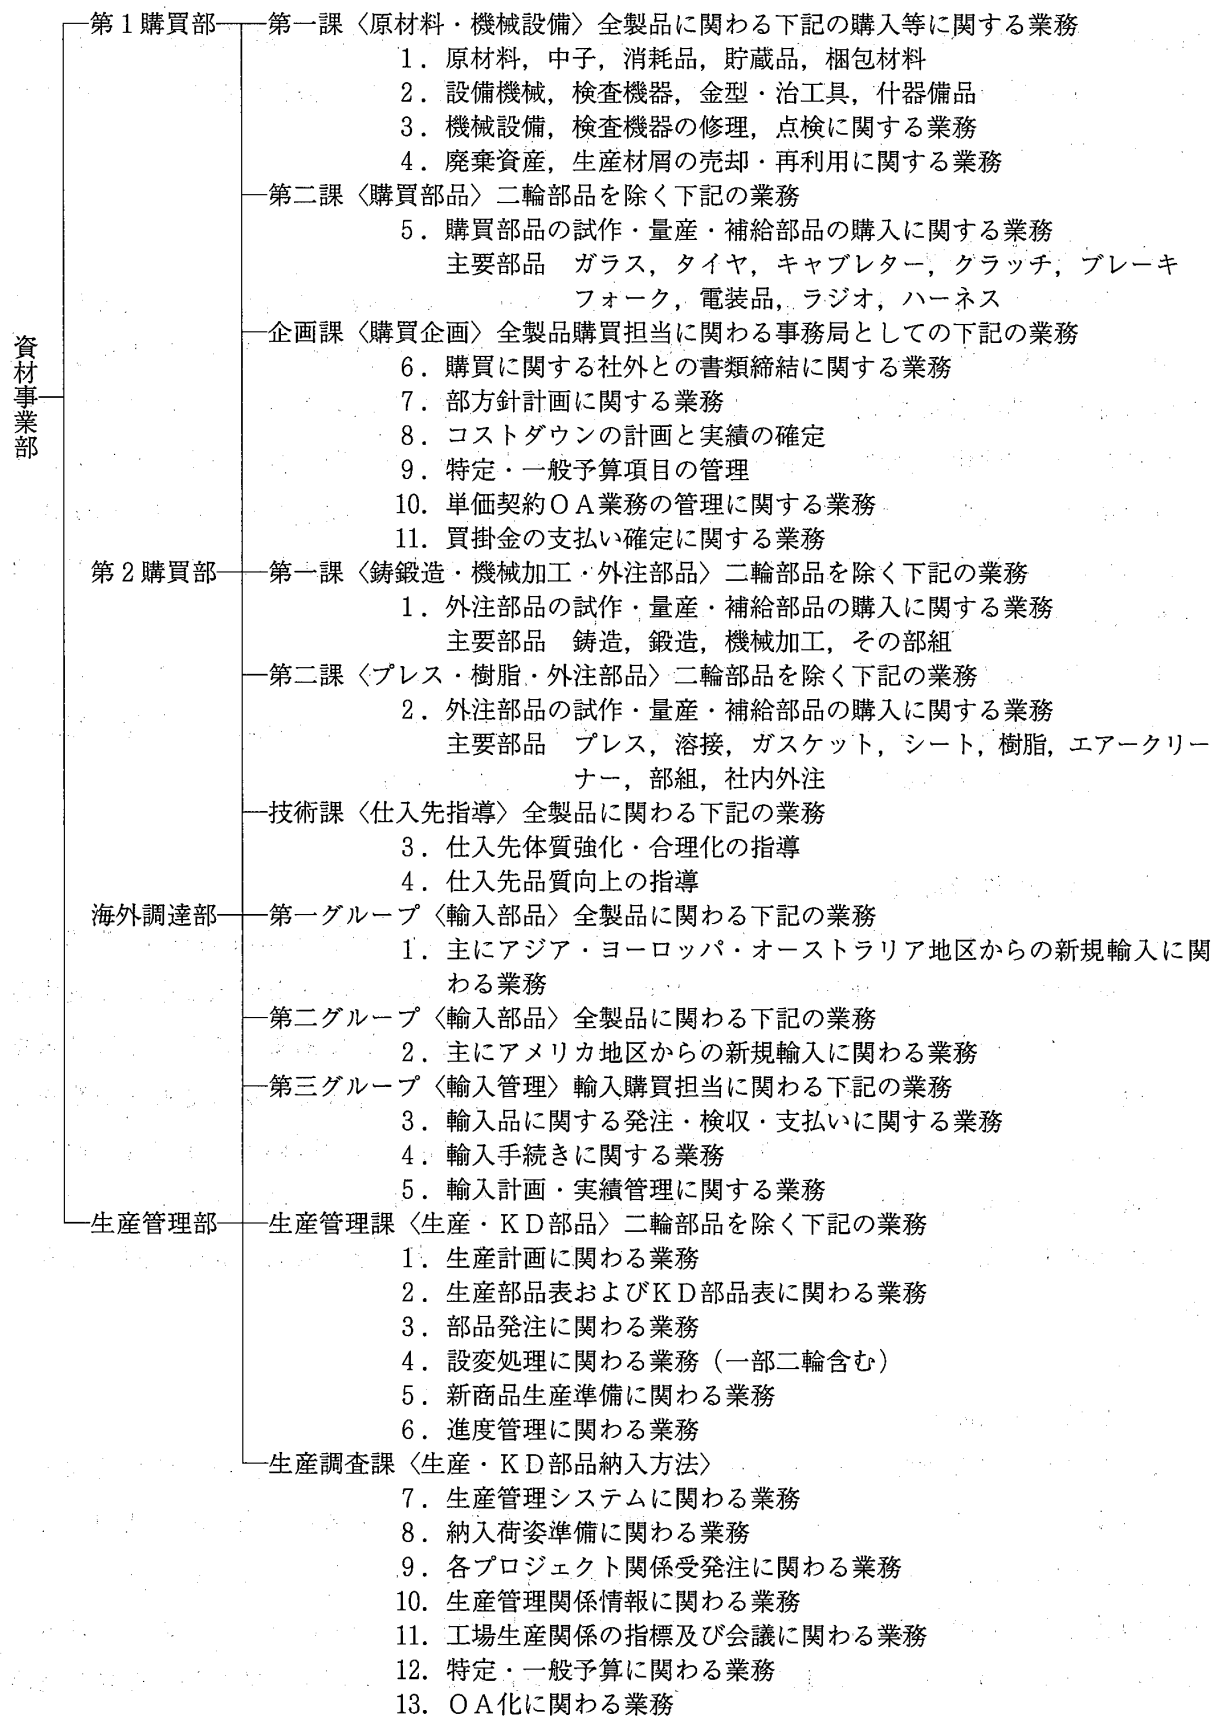 資材事業部
第１購買部 第一課〈原材料・機械設備〉全製品に関わる下記の購入等に関する業務
１．原材料，中子，消耗品，貯蔵品，梱包材料
２．設備機械，検査機器，金型・治工具，什器備品
３．機械設備，検査機器の修理，点検に関する業務
４．廃棄資産，生産材屑の売却・再利用に関する業務
第二課〈購買部品〉二輪部品を除く下記の業務
５．購買部品の試作・量産・補給部品の購入に関する業務
主要部品　ガラス，タイヤ，キャブレター，クラッチ，ブレーキ
フォーク，電装品，ラジオ，ハーネス
企画課〈購買企画〉全製品購買担当に関わる事務局としての下記の業務
６．購買に関する社外との書類締結に関する業務
７．部方針計画に関する業務
８．コストダウンの計画と実績の確定
９．特定・一般予算項目の管理
10．単価契約ＯＡ業務の管理に関する業務
11．買掛金の支払い確定に関する業務
第２購買部 第一課〈鋳鍛造・機械加工・外注部品〉二輪部品を除く下記の業務
１．外注部品の試作・量産・補給部品の購入に関する業務
主要部品　鋳造，鍛造，機械加工，その部組
第二課〈プレス・樹脂・外注部品〉二輪部品を除く下記の業務
２．外注部品の試作・量産・補給部品の購入に関する業務
主要部品　プレス，溶接，ガスケット，シート，樹脂，エアークリー
ナー，部組，社内外注
技術課〈仕入先指導〉全製品に関わる下記の業務
３．仕入先体質強化・合理化の指導
４．仕入先品質向上の指導
海外調達部 第一グループ〈輸入部品〉全製品に関わる下記の業務
１．主にアジア・ヨーロッパ・オーストラリア地区からの新規輸入に関
わる業務
第二グループ〈輸入部品〉全製品に関わる下記の業務
２．主にアメリカ地区からの新規輸入に関わる業務
第三グループ〈輸入管理〉輸入購買担当に関わる下記の業務
３．輸入品に関する発注・検収・支払いに関する業務
４．輸入手続きに関する業務
５．輸入計画・実績管理に関する業務
生産管理部 生産管理課〈生産・ＫＤ部品〉二輪部品を除く下記の業務
１．生産計画に関わる業務
２．生産部品表およびＫＤ部品表に関わる業務
３．部品発注に関わる業務
４．設変処理に関わる業務（一部二輪含む）
５．新商品生産準備に関わる業務
６．進度管理に関わる業務
生産調査課〈生産・ＫＤ部品納入方法〉
７．生産管理システムに関わる業務
８．納入荷姿準備に関わる業務
９．各プロジェクト関係受発注に関わる業務
10．生産管理関係情報に関わる業務
11．工場生産関係の指標及び会議に関わる業務
12．特定・一般予算に関わる業務
13．ＯＡ化に関わる業務